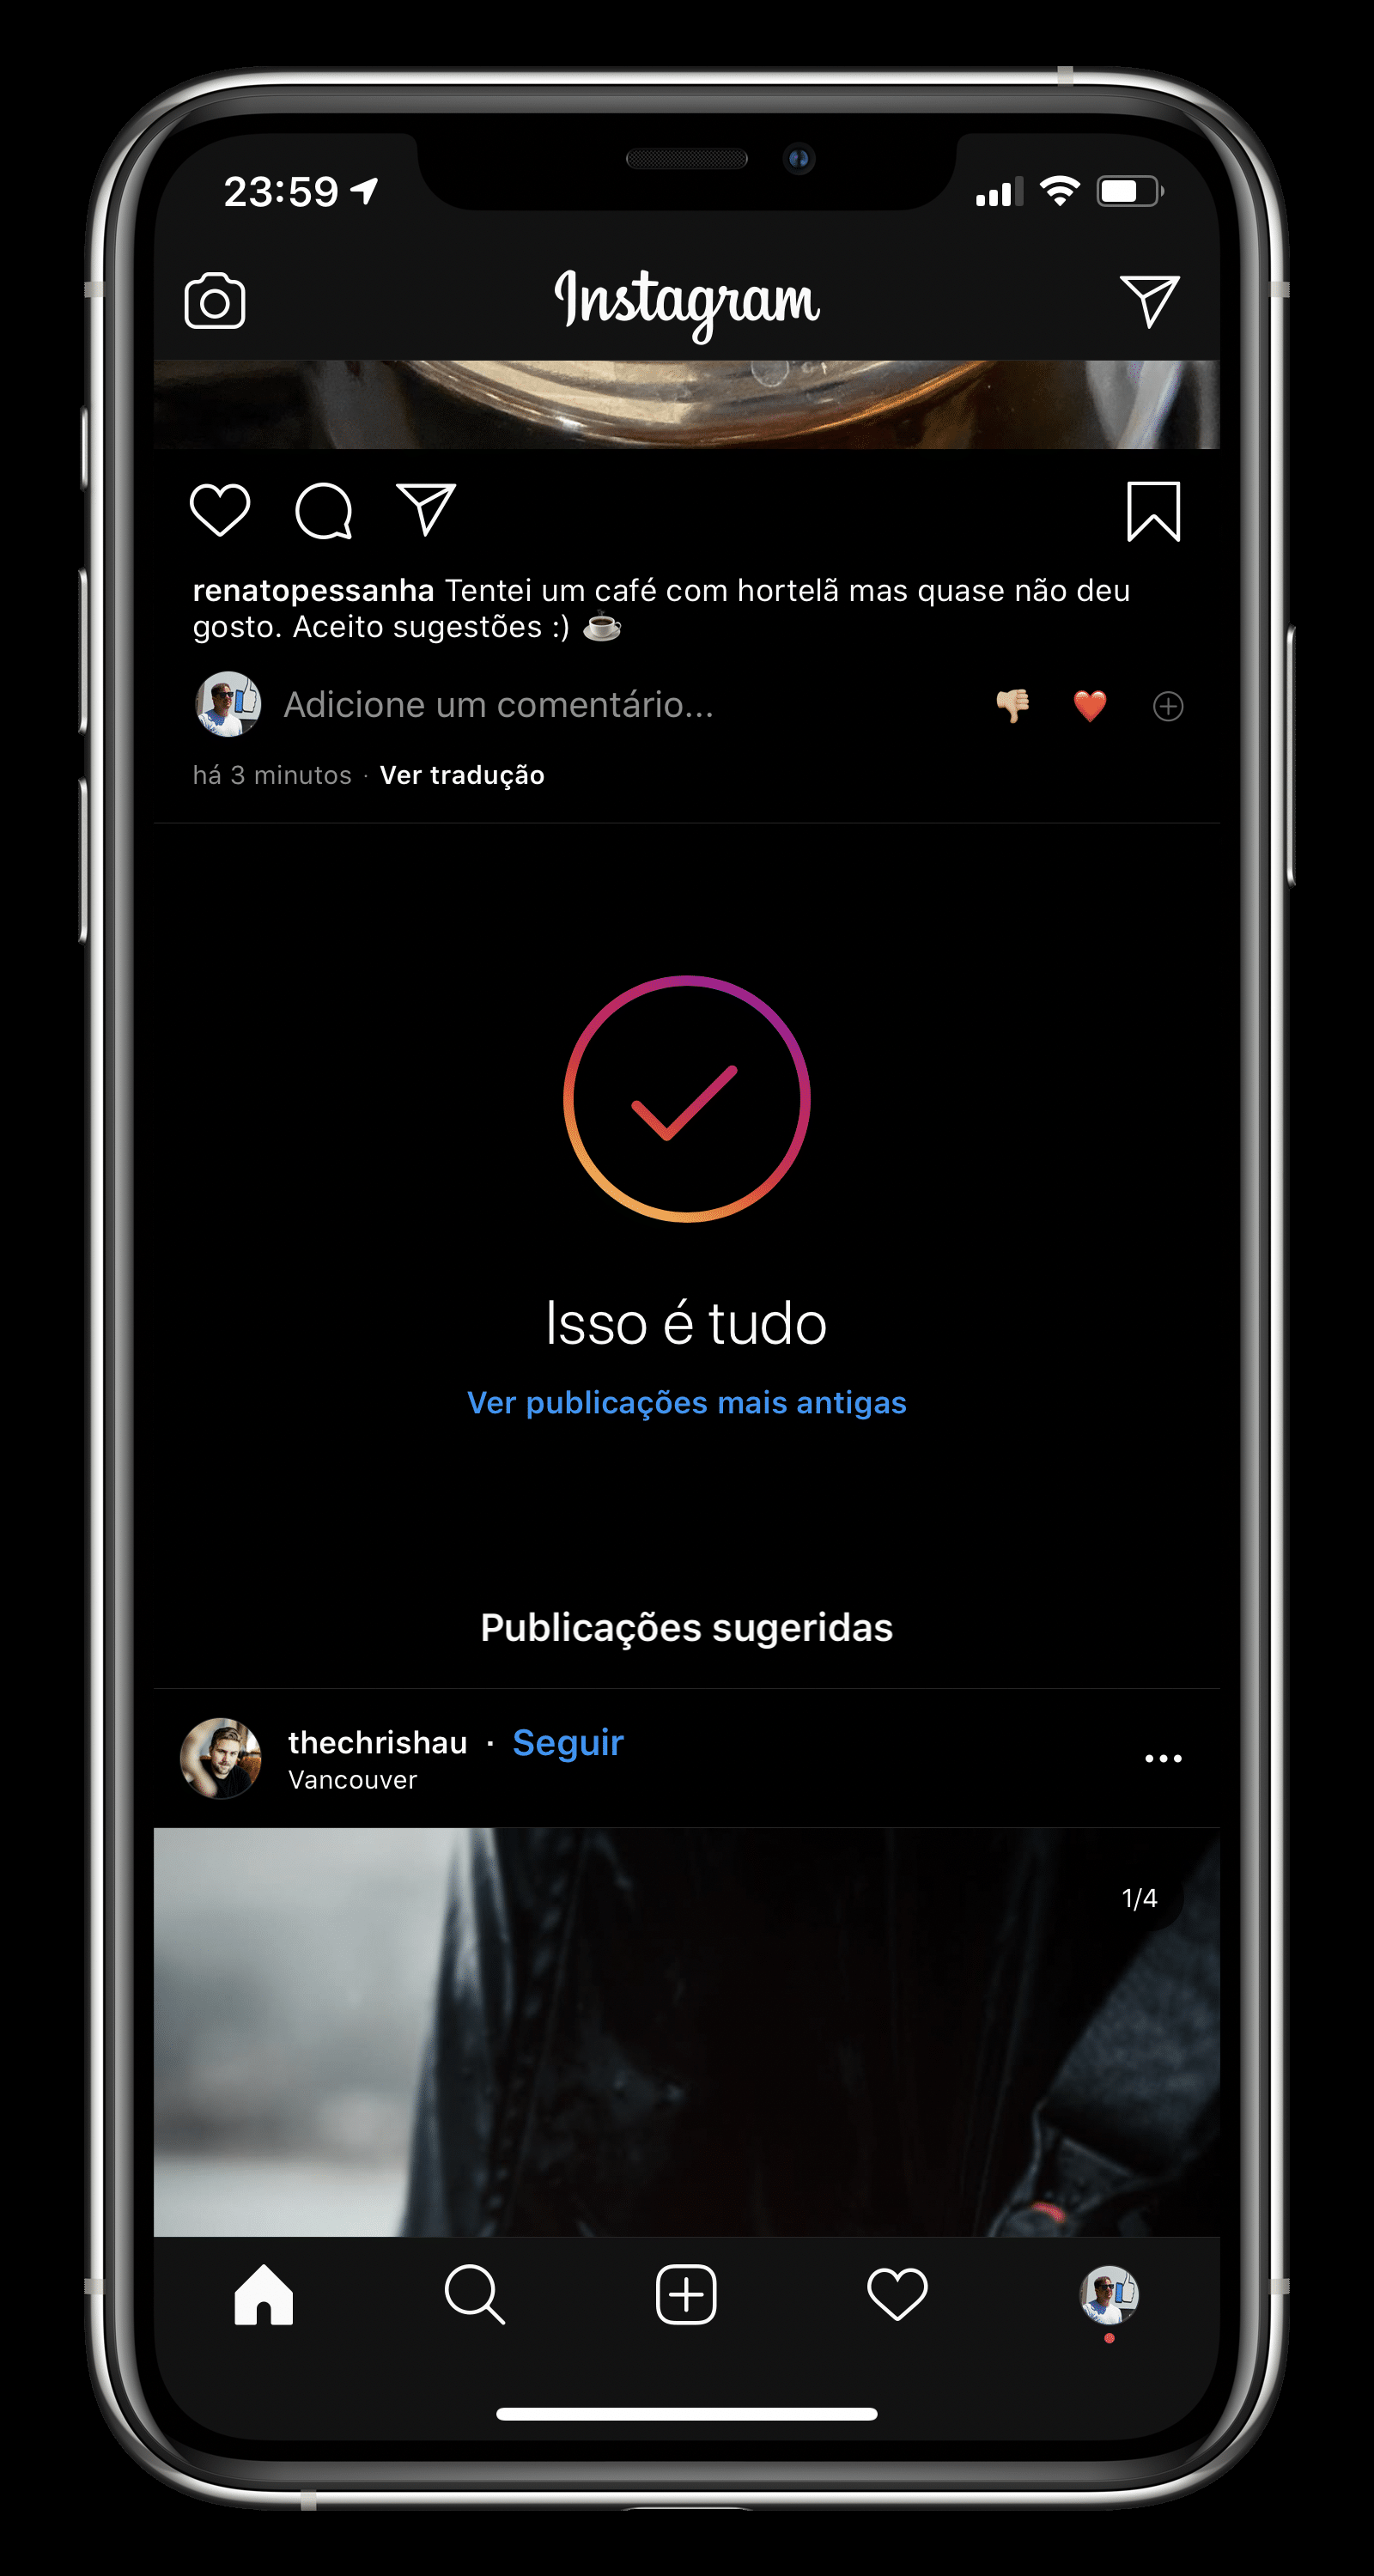 23:59
Instagram
renatopessanha Tentei um café com hortelã mas quase não deu
gosto. Aceito sugestões :) ☕
Adicione um comentário...
há 3 minutos · Ver tradução
Isso é tudo
Ver publicações mais antigas
Publicações sugeridas
thechrishau · Seguir
Vancouver
1/4